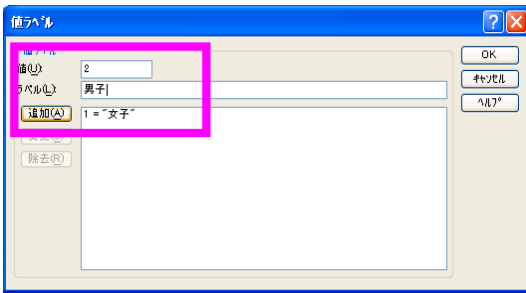 値ラベル
値(U):
2
ラベル(L):
男子
追加(A)
1 = "女子"
除去(R)
OK
キャンセル
ヘルプ